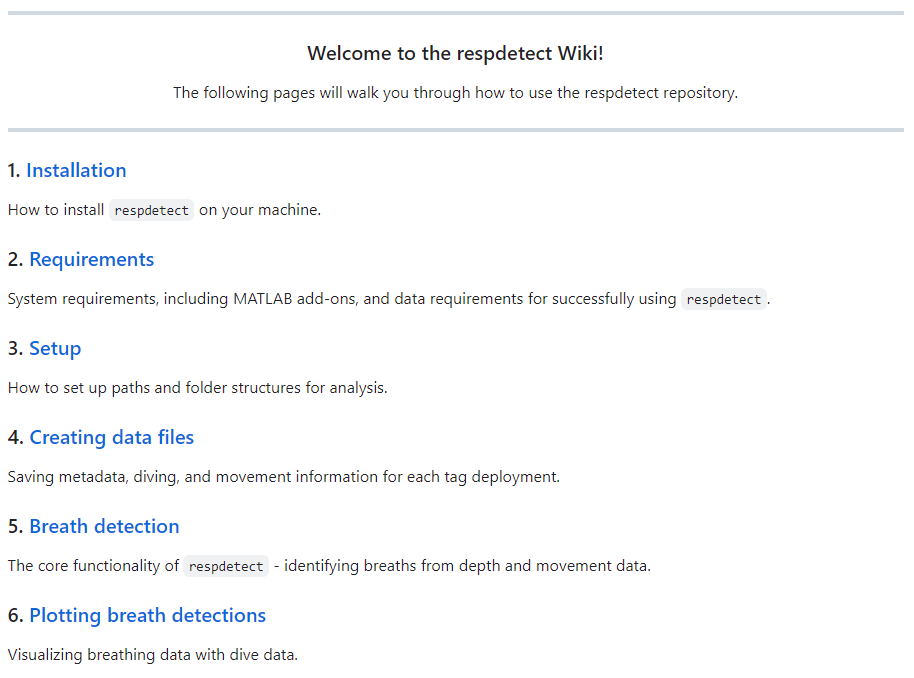 Welcome to the respdetect Wiki!
The following pages will walk you through how to use the respdetect repository.
1. Installation
How to install respdetect on your machine.
2. Requirements
System requirements, including MATLAB add-ons, and data requirements for successfully using respdetect.
3. Setup
How to set up paths and folder structures for analysis.
4. Creating data files
Saving metadata, diving, and movement information for each tag deployment.
5. Breath detection
The core functionality of respdetect - identifying breaths from depth and movement data.
6. Plotting breath detections
Visualizing breathing data with dive data.